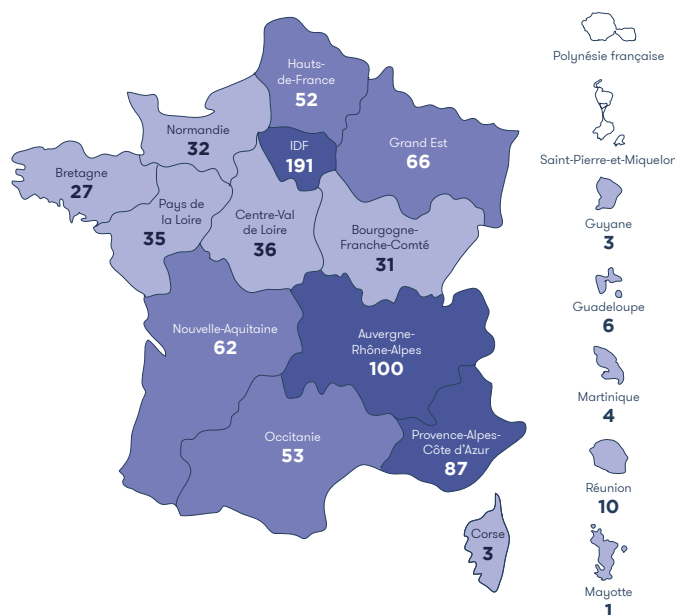 Hauts-
de-France
52
Normandie
32
IDF
191
Grand Est
66
Bretagne
27
Pays de
la Loire
35
Centre-Val
de Loire
36
Bourgogne-
Franche-Comté
31
Nouvelle-Aquitaine
62
Auvergne-
Rhône-Alpes
100
Occitanie
53
Provence-Alpes-
Côte d'Azur
87
Corse
3
Polynésie française
Saint-Pierre-et-Miquelon
Guyane
3
Guadeloupe
6
Martinique
4
Réunion
10
Mayotte
1